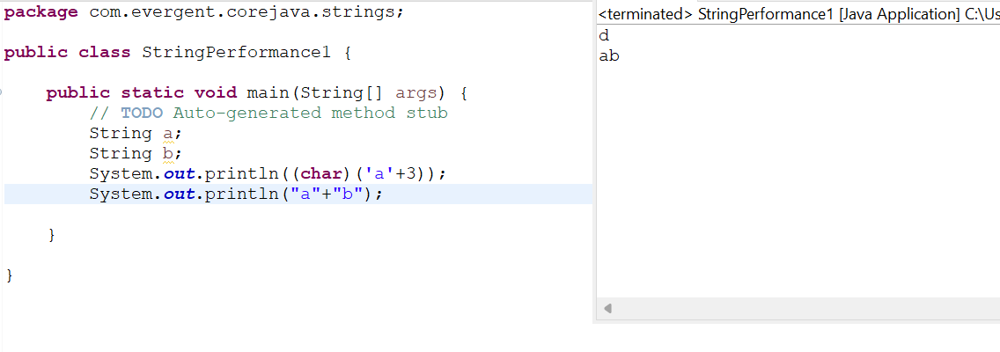 package com.evergent.corejava.strings;
public class StringPerformance1 {
public static void main(String[] args) {
// TODO Auto-generated method stub
String a;
String b;
System.out.println((char)('a'+3));
System.out.println("a"+"b");
}
}
<terminated> StringPerformance1 [Java Application] C:\Us
d
ab